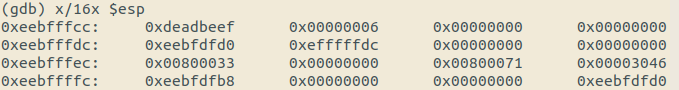 (gdb) x/16x $esp
0xeebfffcc: 0xdeadbeef 0x00000006 0x00000000 0x00000000
0xeebfffdc: 0xeebfdfd0 0xefffffdc 0x00000000 0x00000000
0xeebfffec: 0x00800033 0x00000000 0x00800071 0x00003046
0xeebffffc: 0xeebfdfb8 0x00000000 0x00000000 0xeebfdfd0